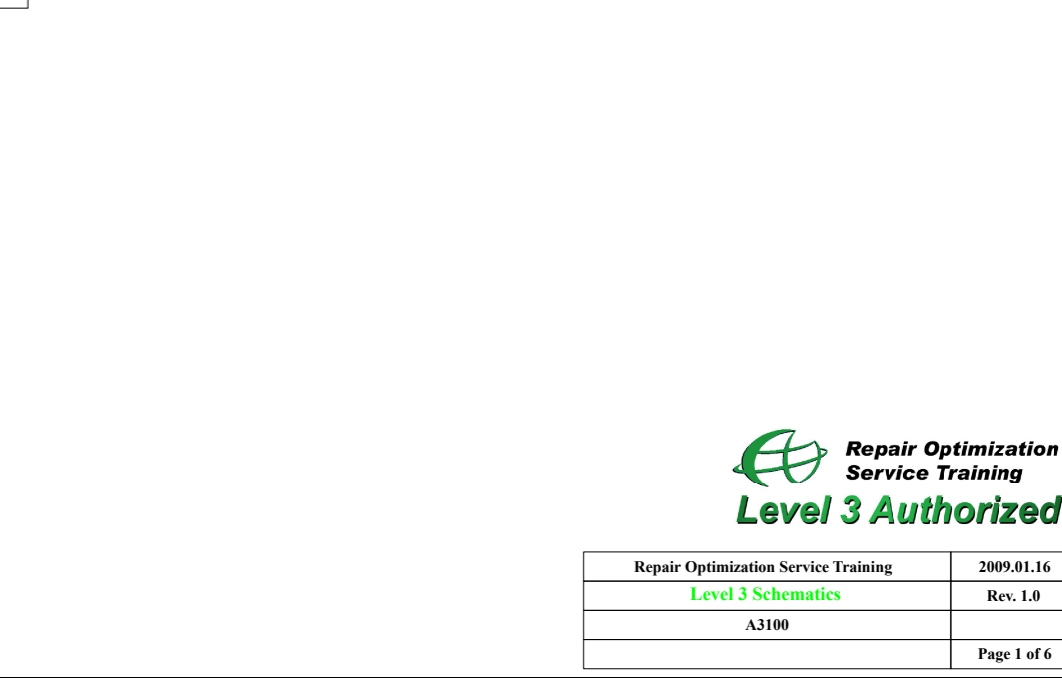 Repair Optimization
Service Training
Level 3 Authorized
Repair Optimization Service Training 2009.01.16
Level 3 Schematics Rev. 1.0
A3100
Page 1 of 6